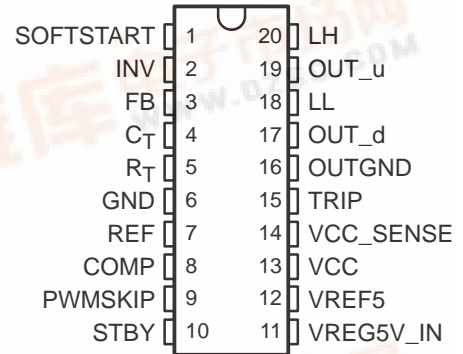 SOFTSTART 1 20 LH
INV 2 19 OUT_u
FB 3 18 LL
CT 4 17 OUT_d
RT 5 16 OUTGND
GND 6 15 TRIP
REF 7 14 VCC_SENSE
COMP 8 13 VCC
PWMSKIP 9 12 VREF5
STBY 10 11 VREG5V_IN